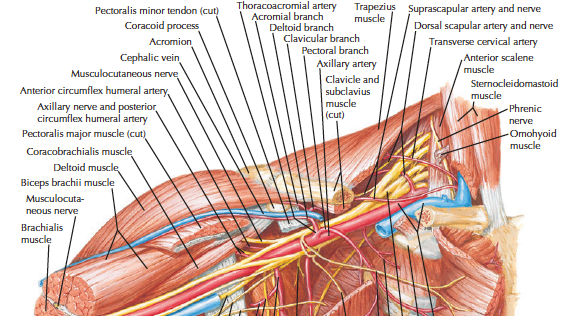 Pectoralis minor tendon (cut)
Coracoid process
Acromion
Cephalic vein
Musculocutaneous nerve
Anterior circumflex humeral artery
Axillary nerve and posterior
circumflex humeral artery
Pectoralis major muscle (cut)
Coracobrachialis muscle
Deltoid muscle
Biceps brachii muscle
Musculocuta-
neous nerve
Brachialis
muscle
Thoracoacromial artery
Acromial branch
Deltoid branch
Clavicular branch
Pectoral branch
Axillary artery
Clavicle and
subclavius
muscle
(cut)
Trapezius
muscle
Suprascapular artery and nerve
Dorsal scapular artery and nerve
Transverse cervical artery
Anterior scalene
muscle
Sternocleidomastoid
muscle
Phrenic
nerve
Omohyoid
muscle